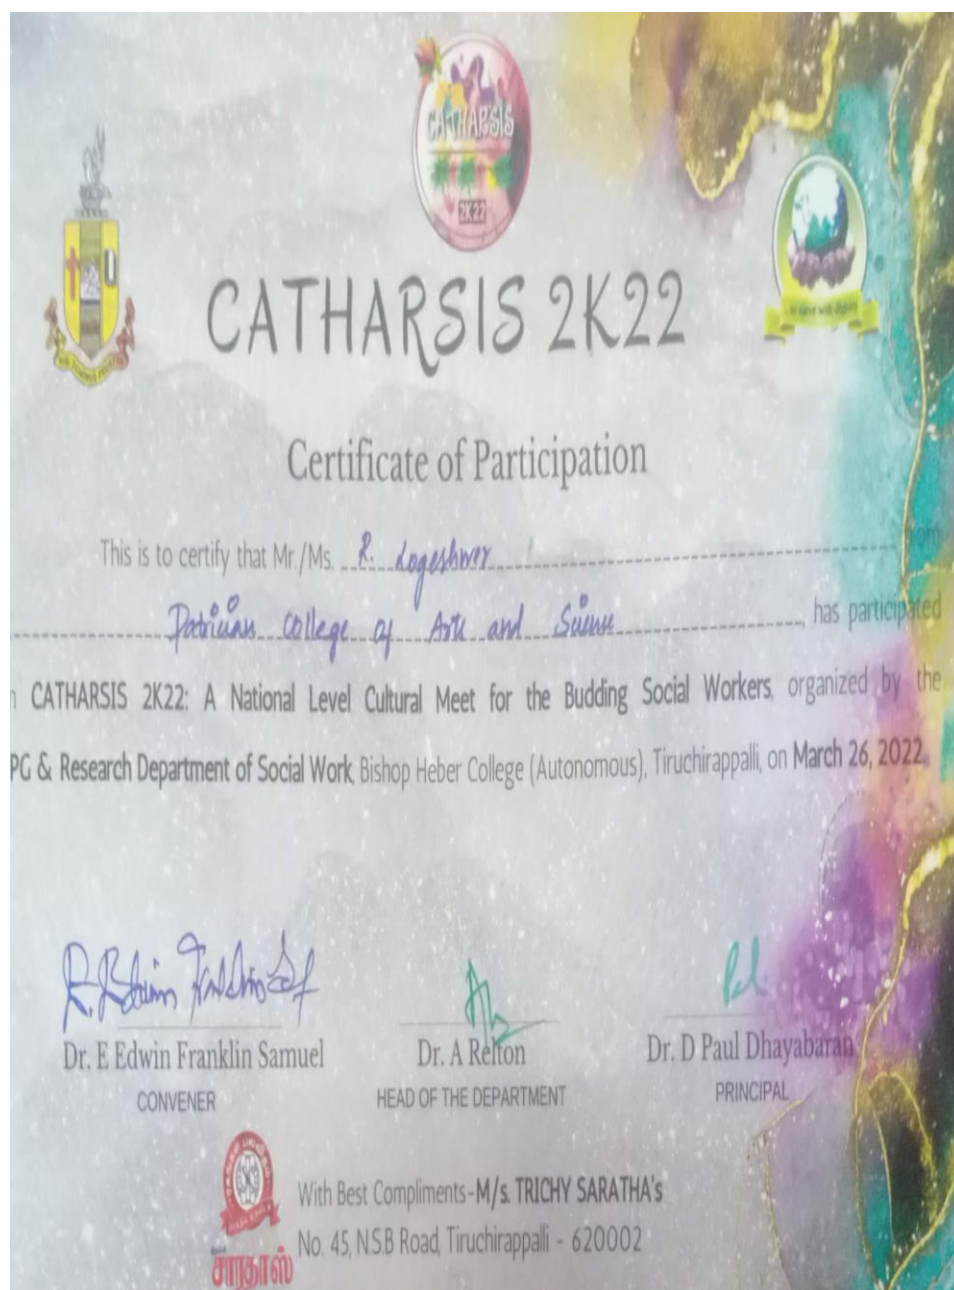 CATHARSIS
2K22
CATHARSIS 2K22
Certificate of Participation
This is to certify that Mr./Ms. R. Logeshwer from
Patrician College of Arts and Science, has participated
CATHARSIS 2K22: A National Level Cultural Meet for the Budding Social Workers, organized by the
PG & Research Department of Social Work, Bishop Heber College (Autonomous), Tiruchirappalli, on March 26, 2022.
Dr. E Edwin Franklin Samuel
Dr. A Relton
Dr. D Paul Dhayabaran
CONVENER
HEAD OF THE DEPARTMENT
PRINCIPAL
With Best Compliments - M/s. TRICHY SARATHA's
No. 45, N.S.B Road, Tiruchirappalli - 620002
சாரதாஸ்